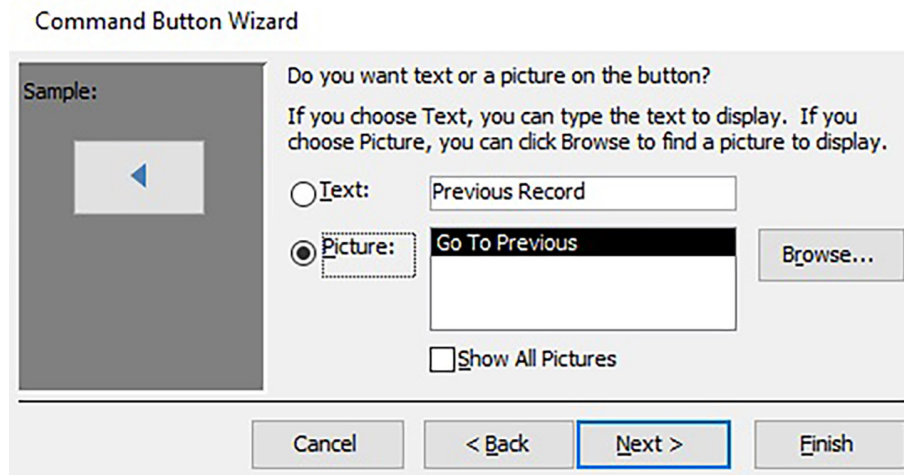 Command Button Wizard
Sample:
Do you want text or a picture on the button?
If you choose Text, you can type the text to display.  If you
choose Picture, you can click Browse to find a picture to display.
Text:
Previous Record
Picture:
Go To Previous
Browse...
Show All Pictures
Cancel
< Back
Next >
Finish